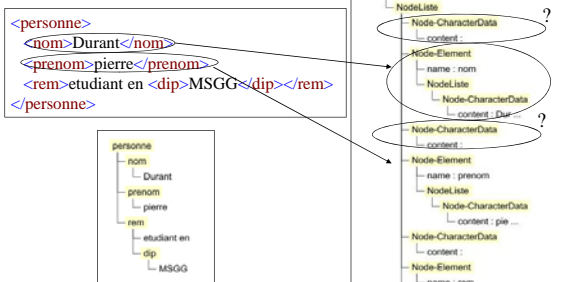 <personne>
<nom>Durant</nom>
<prenom>pierre</prenom>
<rem>etudiant en <dip>MSGG</dip></rem>
</personne>
personne
nom
Durant
prenom
pierre
rem
etudiant en
dip
MSGG
NodeListe
?
Node-CharacterData
content :
Node-Element
name : nom
NodeListe
Node-CharacterData
content : Dur ...
?
Node-CharacterData
content :
Node-Element
name : prenom
NodeListe
Node-CharacterData
content : pie ...
Node-CharacterData
content :
Node-Element
name : rem